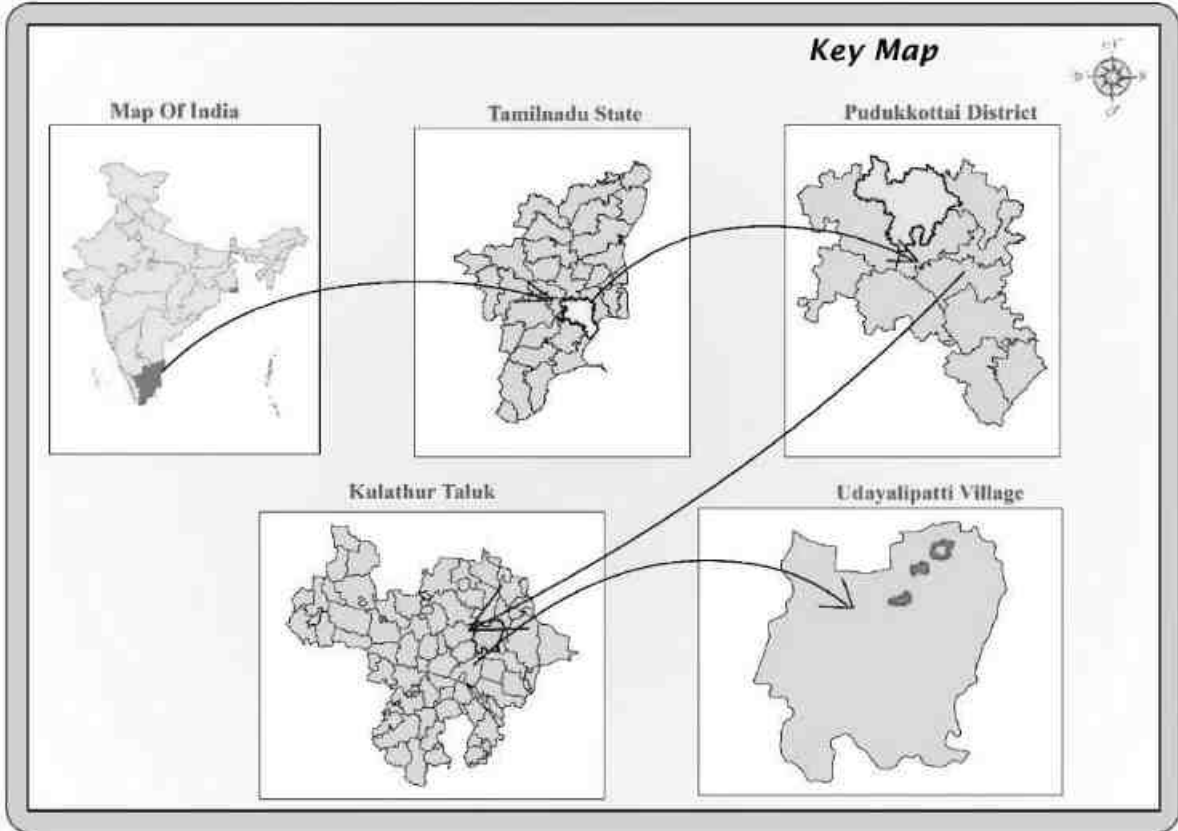 Key Map
Map Of India
Tamilnadu State
Pudukkottai District
Kulathur Taluk
Udayalipatti Village